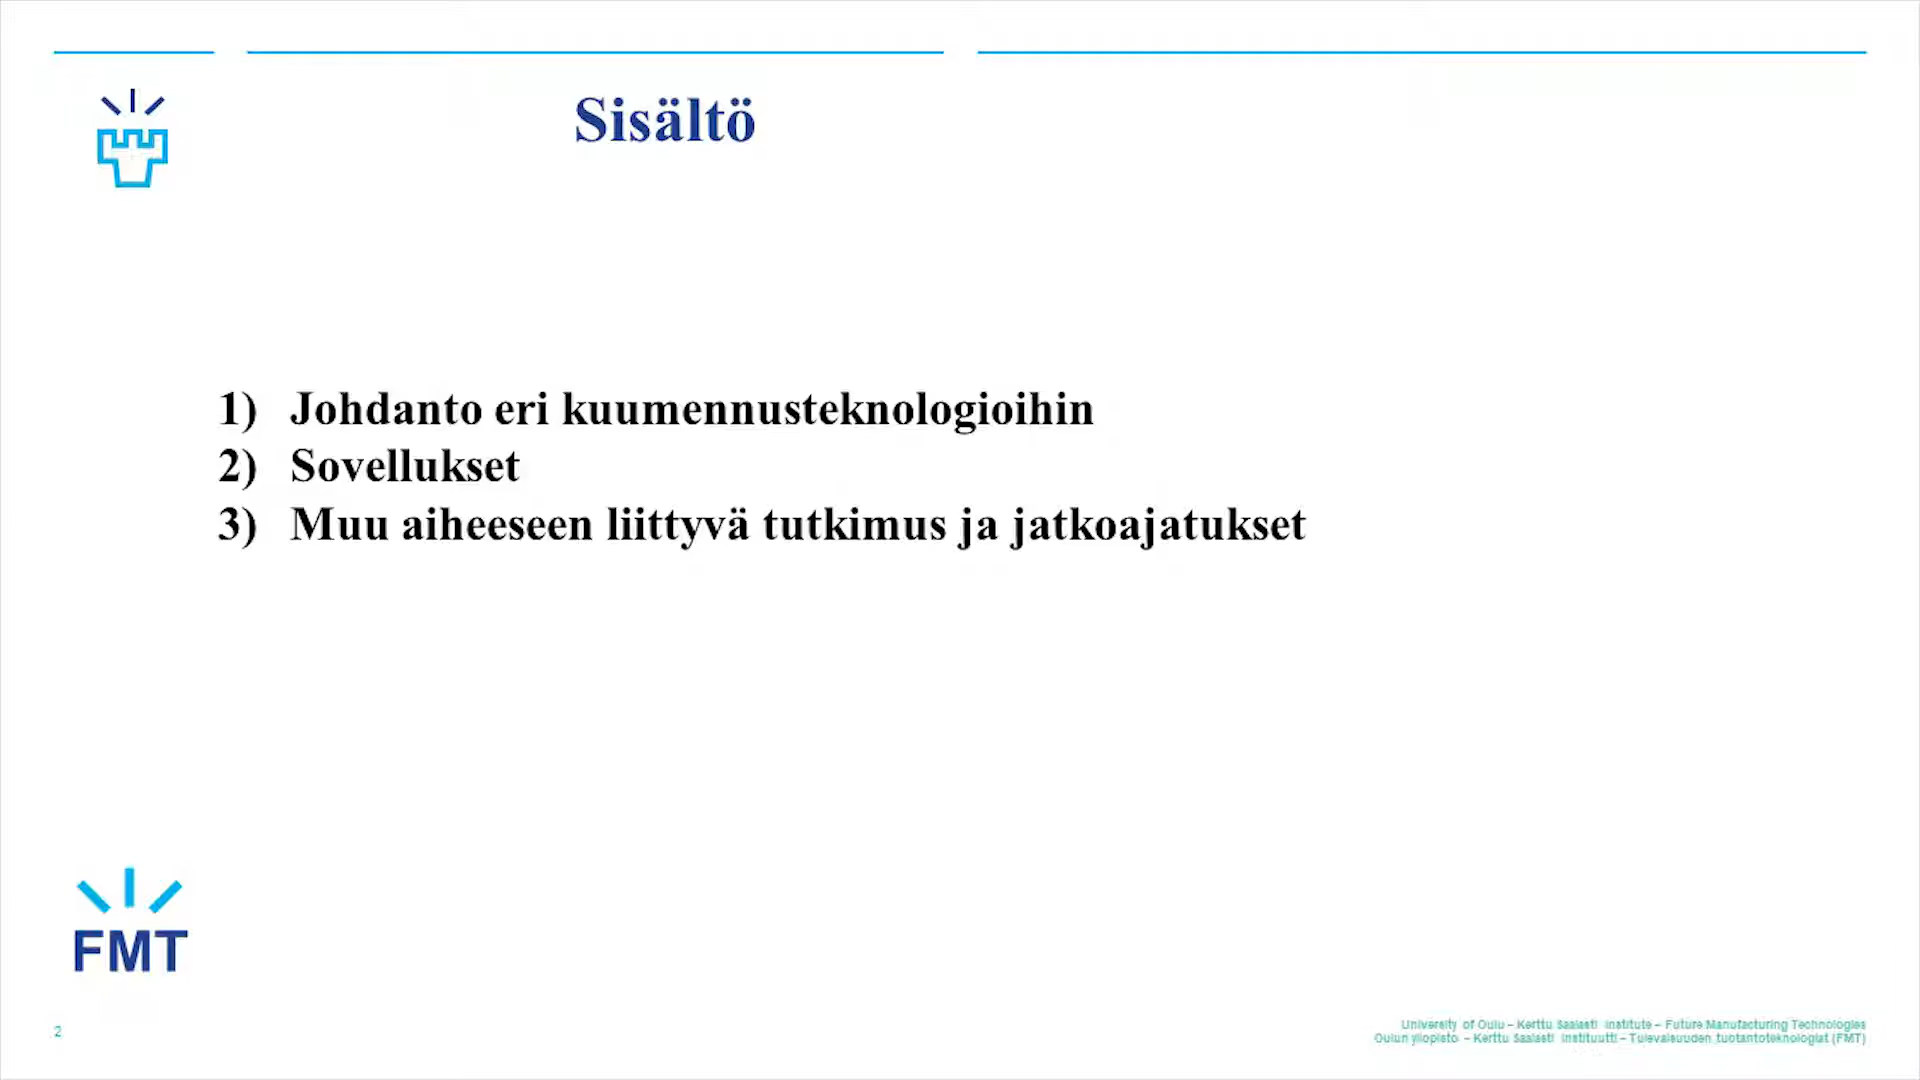 Sisältö
1) Johdanto eri kuumennusteknologioihin
2) Sovellukset
3) Muu aiheeseen liittyvä tutkimus ja jatkoajatukset
FMT
2
University of Oulu – Kerttu Saalasti Institute – Future Manufacturing Technologies
Oulun yliopisto – Kerttu Saalasti Instituutti – Tulevaisuuden tuotantoteknologiat (FMT)